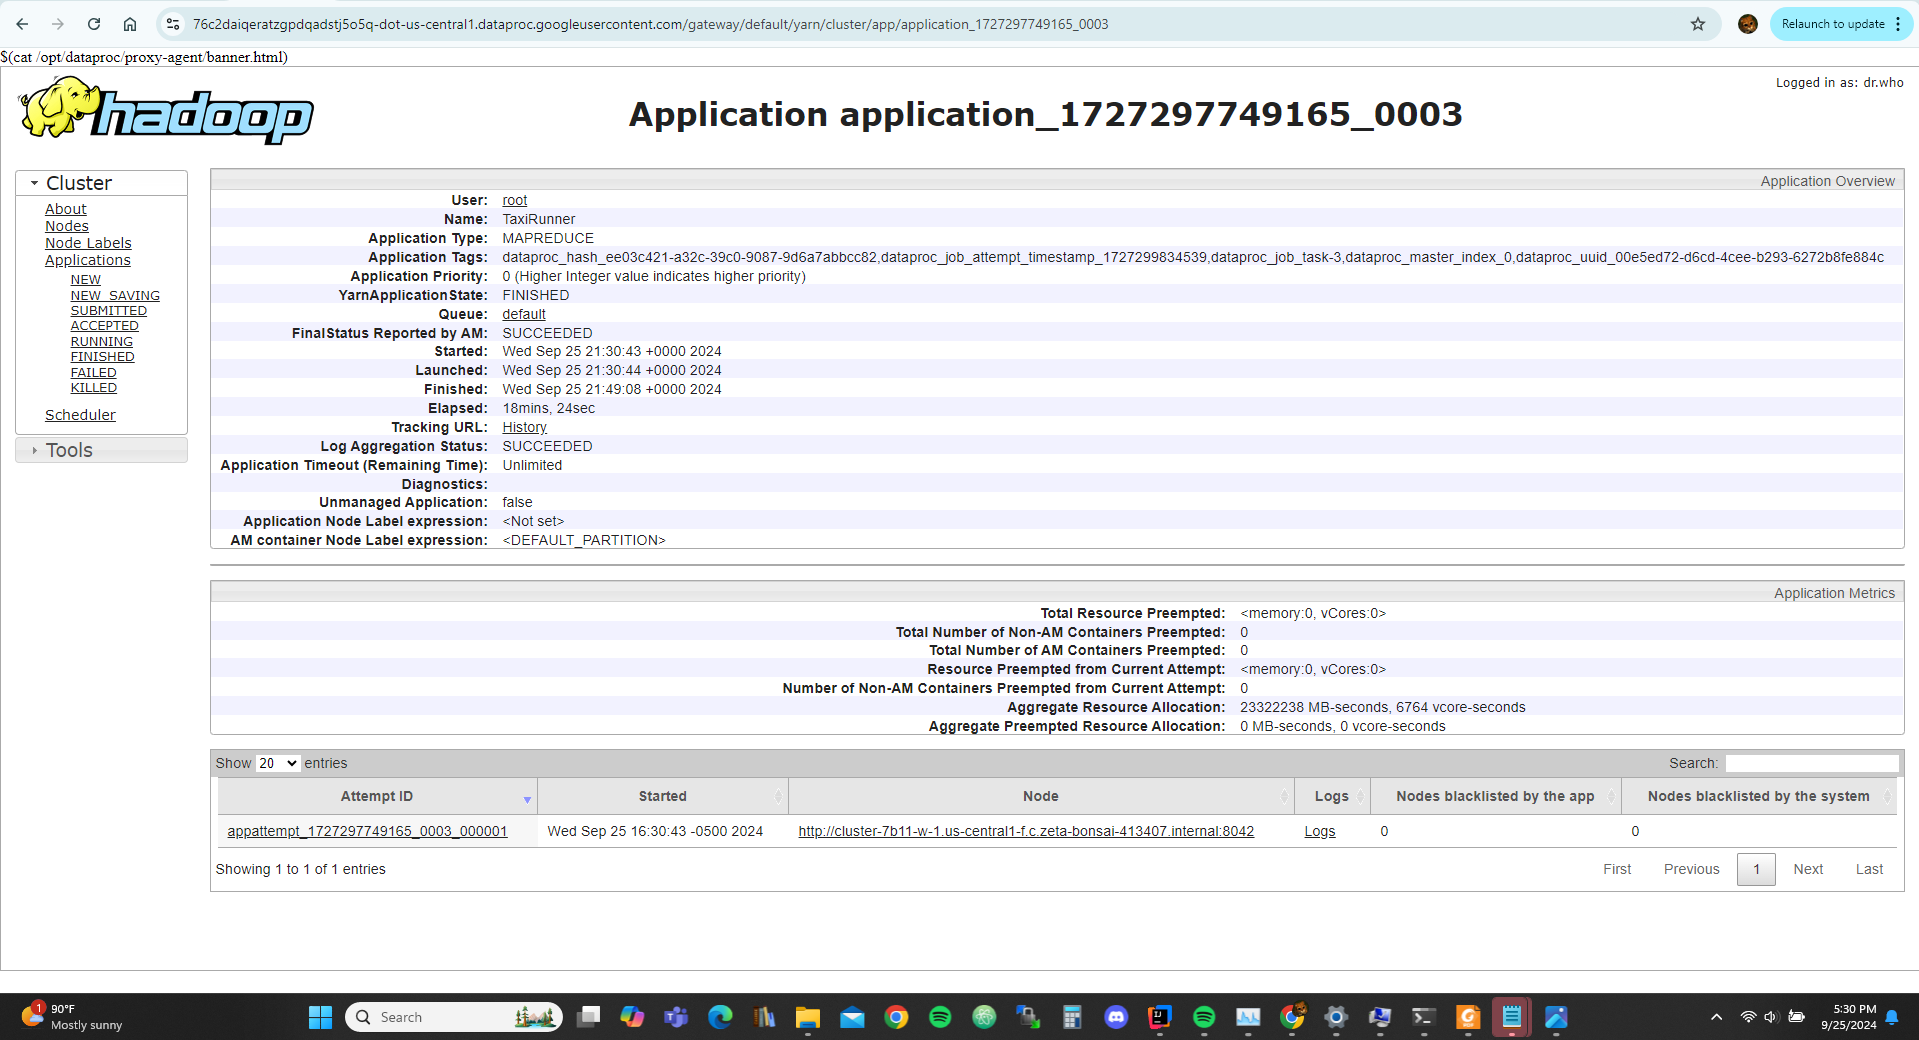 76c2daiqeratzgpdqadstj5o5q-dot-us-central1.dataproc.googleusercontent.com/gateway/default/yarn/cluster/app/application_1727297749165_0003
Relaunch to update
$(cat /opt/dataproc/proxy-agent/banner.html)
Logged in as: dr.who
hadoop
Application application_1727297749165_0003
Cluster
About
Nodes
Node Labels
Applications
NEW
NEW_SAVING
SUBMITTED
ACCEPTED
RUNNING
FINISHED
FAILED
KILLED
Scheduler
Tools
Application Overview
User: root
Name: TaxiRunner
Application Type: MAPREDUCE
Application Tags: dataproc_hash_ee03c421-a32c-39c0-9087-9d6a7abbcc82,dataproc_job_attempt_timestamp_1727299834539,dataproc_job_task-3,dataproc_master_index_0,dataproc_uuid_00e5ed72-d6cd-4cee-b293-6272b8fe884c
Application Priority: 0 (Higher Integer value indicates higher priority)
YarnApplicationState: FINISHED
Queue: default
FinalStatus Reported by AM: SUCCEEDED
Started: Wed Sep 25 21:30:43 +0000 2024
Launched: Wed Sep 25 21:30:44 +0000 2024
Finished: Wed Sep 25 21:49:08 +0000 2024
Elapsed: 18mins, 24sec
Tracking URL: History
Log Aggregation Status: SUCCEEDED
Application Timeout (Remaining Time): Unlimited
Diagnostics:
Unmanaged Application: false
Application Node Label expression: <Not set>
AM container Node Label expression: <DEFAULT_PARTITION>
Application Metrics
Total Resource Preempted: <memory:0, vCores:0>
Total Number of Non-AM Containers Preempted: 0
Total Number of AM Containers Preempted: 0
Resource Preempted from Current Attempt: <memory:0, vCores:0>
Number of Non-AM Containers Preempted from Current Attempt: 0
Aggregate Resource Allocation: 23322238 MB-seconds, 6764 vcore-seconds
Aggregate Preempted Resource Allocation: 0 MB-seconds, 0 vcore-seconds
Show 20 entries Search:
Attempt ID Started Node Logs Nodes blacklisted by the app Nodes blacklisted by the system
appattempt_1727297749165_0003_000001 Wed Sep 25 16:30:43 -0500 2024 http://cluster-7b11-w-1.us-central1-f.c.zeta-bonsai-413407.internal:8042 Logs 0 0
Showing 1 to 1 of 1 entries First Previous 1 Next Last
1
90°F
Mostly sunny
Search
5:30 PM
9/25/2024